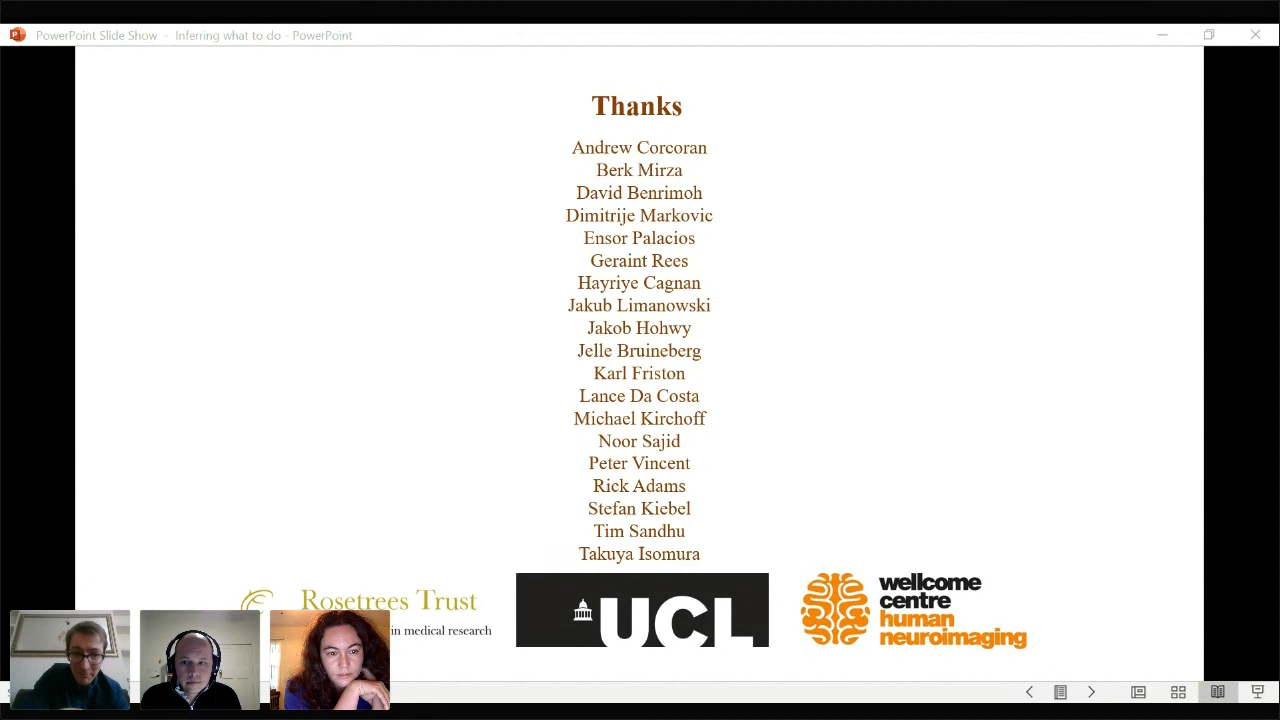 PowerPoint Slide Show - Inferring what to do - PowerPoint
Thanks
Andrew Corcoran
Berk Mirza
David Benrimoh
Dimitrije Markovic
Ensor Palacios
Geraint Rees
Hayriye Cagnan
Jakub Limanowski
Jakob Hohwy
Jelle Bruineberg
Karl Friston
Lance Da Costa
Michael Kirchoff
Noor Sajid
Peter Vincent
Rick Adams
Stefan Kiebel
Tim Sandhu
Takuya Isomura
Rosetrees Trust
in medical research
UCL
wellcome
centre
human
neuroimaging